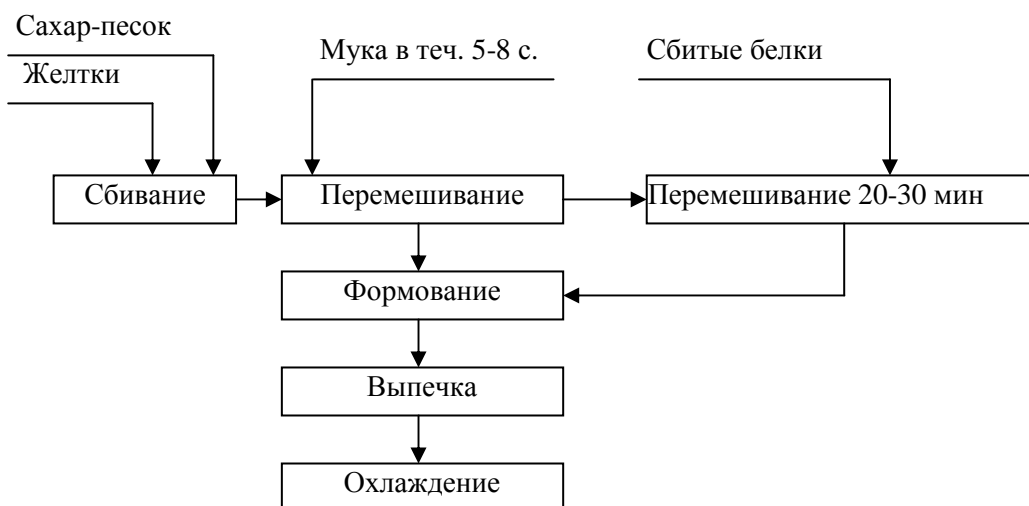 Сахар-песок
Желтки
Мука в теч. 5-8 с.
Сбитые белки
Сбивание
Перемешивание
Перемешивание 20-30 мин
Формование
Выпечка
Охлаждение